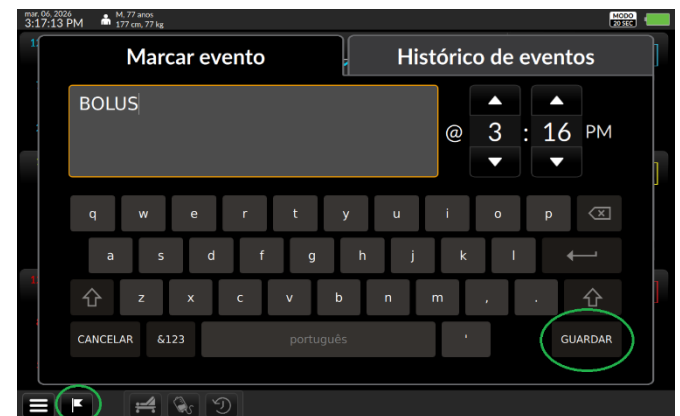 mar. 06, 2026
3:17:13 PM
M, 77 anos
177 cm, 77 kg
MODO
20 SEC
Marcar evento
Histórico de eventos
BOLUS
@ 3 : 16 PM
q w e r t y u i o p
a s d f g h j k l
z x c v b n m , .
CANCELAR &123 português ' GUARDAR